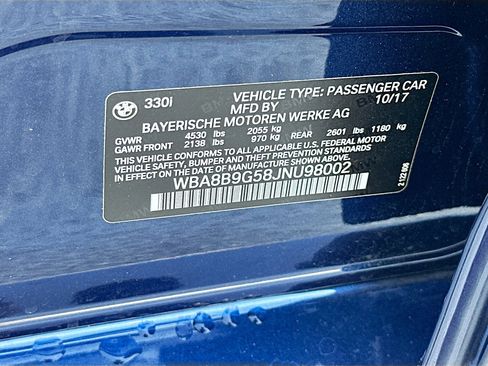 330i VEHICLE TYPE: PASSENGER CAR
MFD BY 10/17
BAYERISCHE MOTOREN WERKE AG
GVWR 4530 lbs 2055 kg
GAWR FRONT 2138 lbs 970 kg REAR 2601 lbs 1180 kg
THIS VEHICLE CONFORMS TO ALL APPLICABLE U.S. FEDERAL MOTOR
VEHICLE SAFETY, BUMPER AND THEFT PREVENTION STANDARDS
IN EFFECT ON THE DATE OF MANUFACTURE SHOWN ABOVE.
WBA8B9G58JNU98002